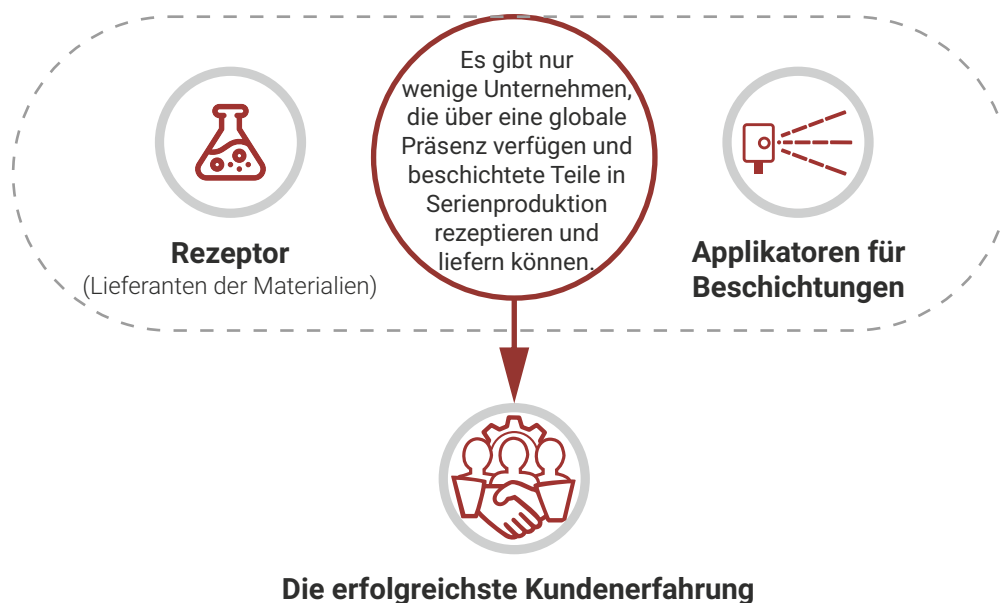 Es gibt nur
wenige Unternehmen,
die über eine globale
Präsenz verfügen und
beschichtete Teile in
Serienproduktion
rezeptieren und
liefern können.
Rezeptor
(Lieferanten der Materialien)
Applikatoren für
Beschichtungen
Die erfolgreichste Kundenerfahrung